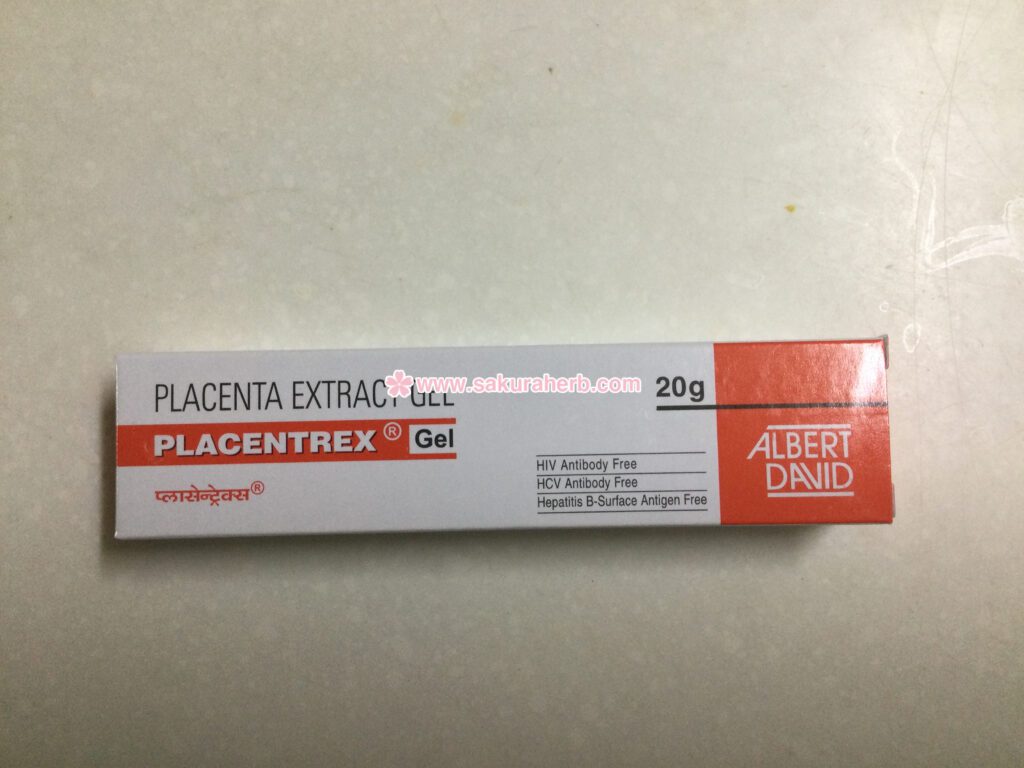 PLACENTA EXTRACT GEL
www.sakuraherb.com
20g
PLACENTREX® Gel
प्लासेन्ट्रेक्स®
HIV Antibody Free
HCV Antibody Free
Hepatitis B-Surface Antigen Free
ALBERT
DAVID